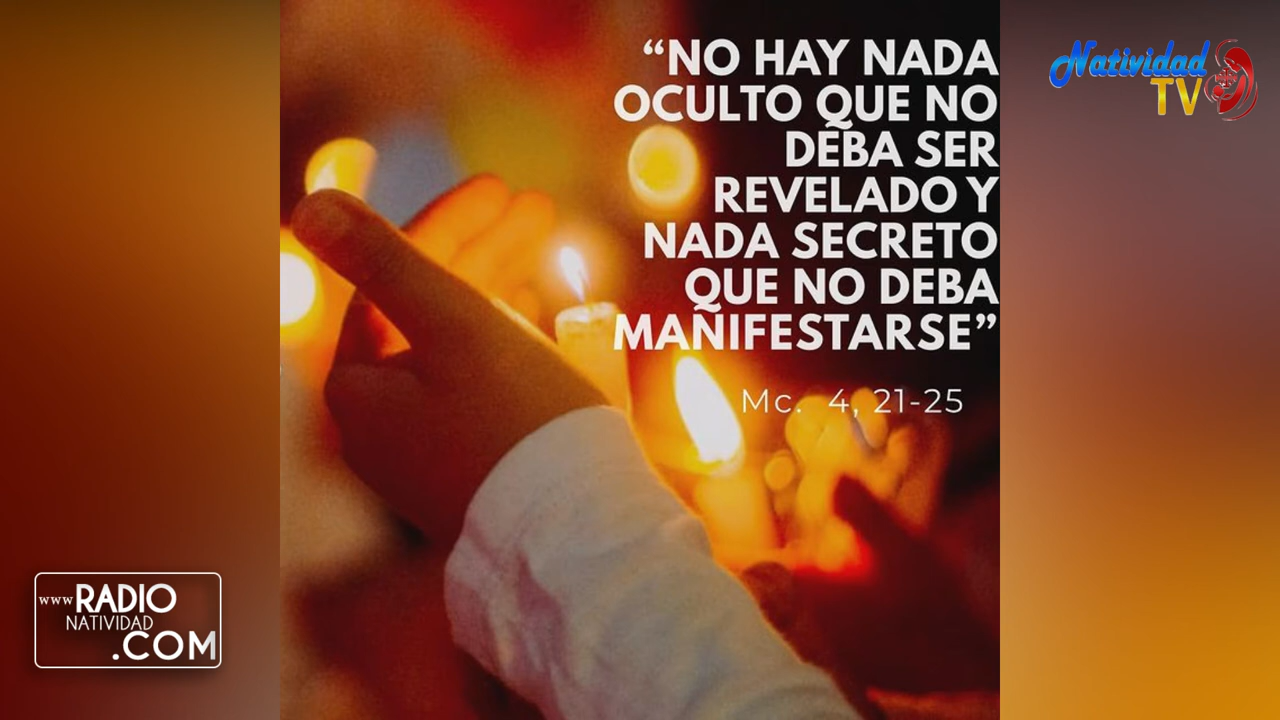 “NO HAY NADA
OCULTO QUE NO
DEBA SER
REVELADO Y
NADA SECRETO
QUE NO DEBA
MANIFESTARSE”
Mc. 4, 21-25
Natividad
TV
www RADIO
NATIVIDAD
.COM